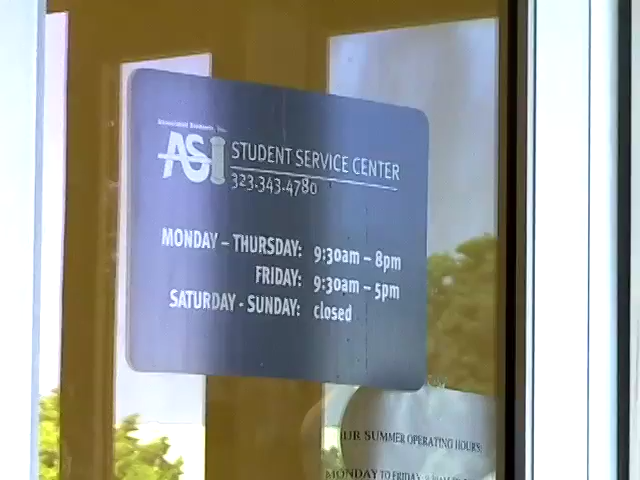 Associated Students, Inc.
ASI STUDENT SERVICE CENTER
323.343.4780
MONDAY – THURSDAY: 9:30am – 8pm
FRIDAY: 9:30am – 5pm
SATURDAY - SUNDAY: closed
OUR SUMMER OPERATING HOURS
MONDAY TO FRIDAY